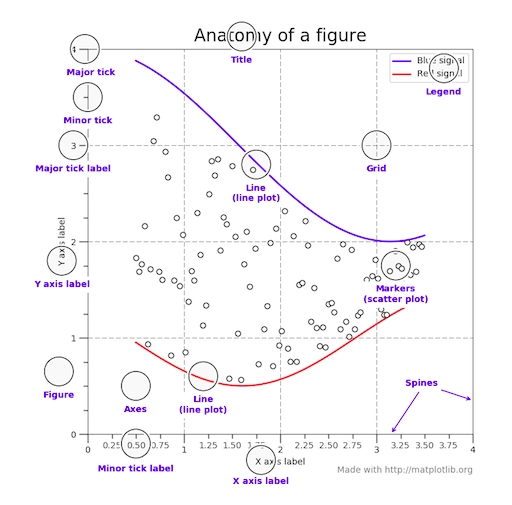 Anatomy of a figure
4
Blue signal
Red signal
Major tick
Title
Legend
Minor tick
3
Major tick label
Grid
Line
(line plot)
Y axis label
2
Y axis label
Markers
(scatter plot)
1
Spines
Figure
Axes
Line
(line plot)
0
0
0.25
0.50
0.75
1
1.25
1.50
1.75
2
2.25
2.50
2.75
3
3.25
3.50
3.75
4
Minor tick label
X axis label
X axis label
Made with http://matplotlib.org